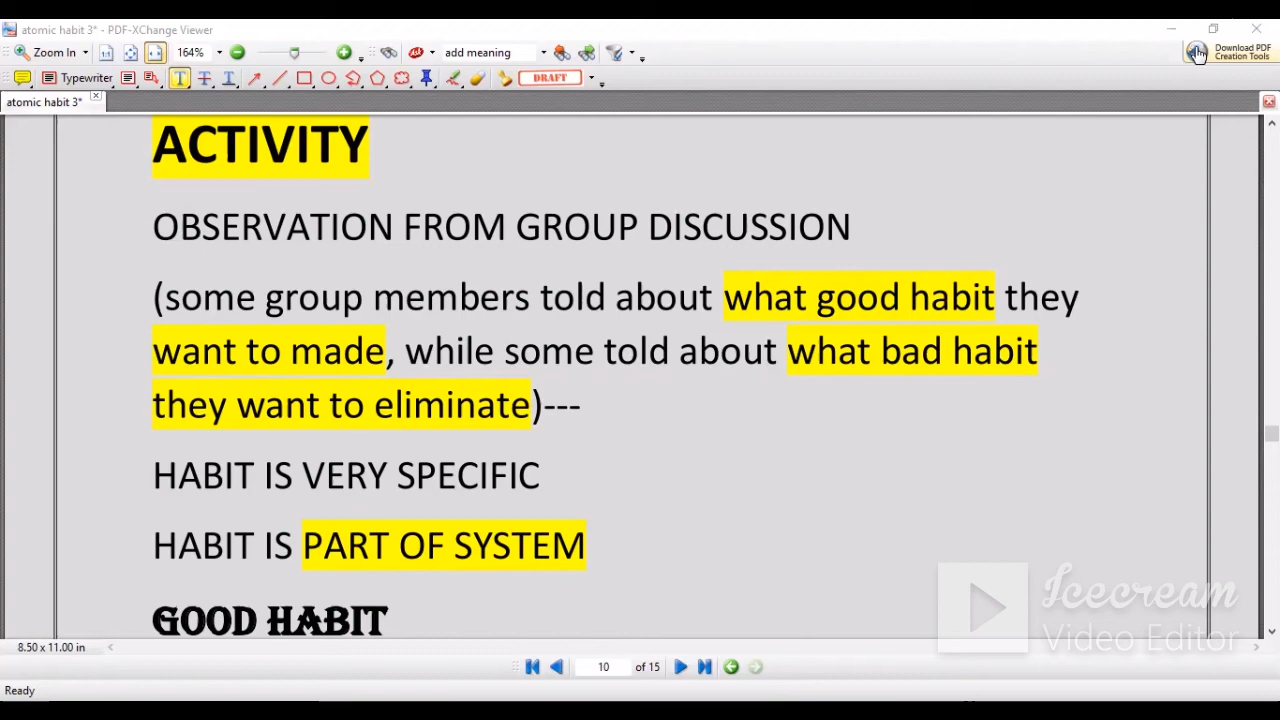 atomic habit 3* - PDF-XChange Viewer
Zoom In
164%
add meaning
Download PDF
Creation Tools
Typewriter
DRAFT
atomic habit 3*
ACTIVITY
OBSERVATION FROM GROUP DISCUSSION
(some group members told about what good habit they
want to made, while some told about what bad habit
they want to eliminate)---
HABIT IS VERY SPECIFIC
HABIT IS PART OF SYSTEM
GOOD HABIT
Icecream
Video Editor
8.50 x 11.00 in
10 of 15
Ready